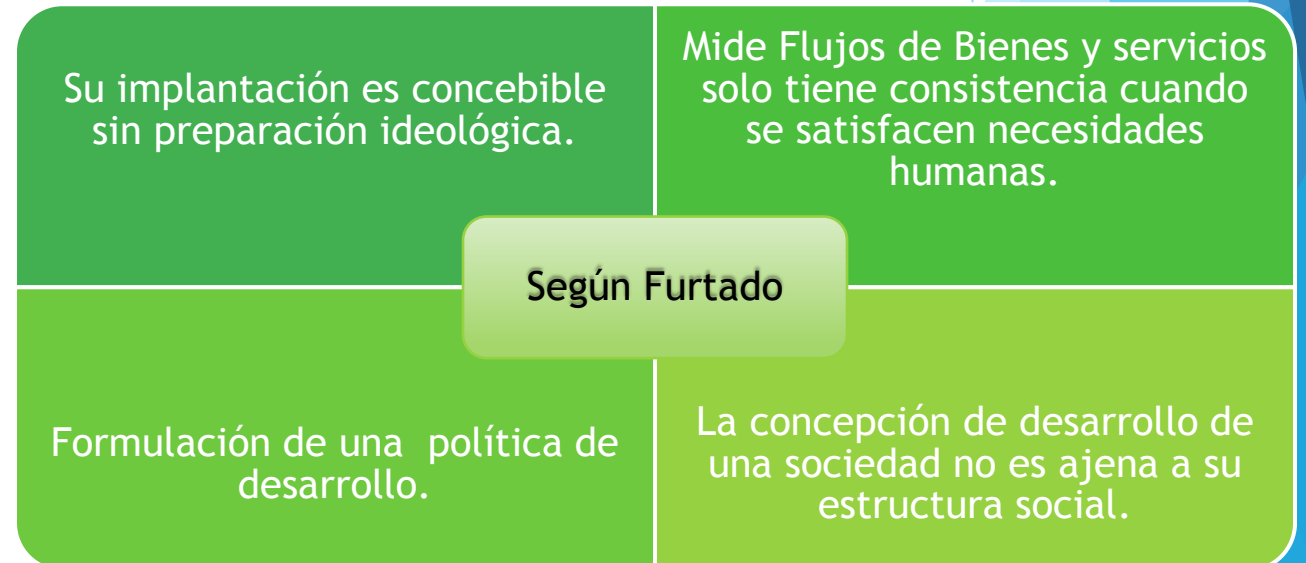 Su implantación es concebible
sin preparación ideológica.
Mide Flujos de Bienes y servicios
solo tiene consistencia cuando
se satisfacen necesidades
humanas.
Según Furtado
Formulación de una política de
desarrollo.
La concepción de desarrollo de
una sociedad no es ajena a su
estructura social.